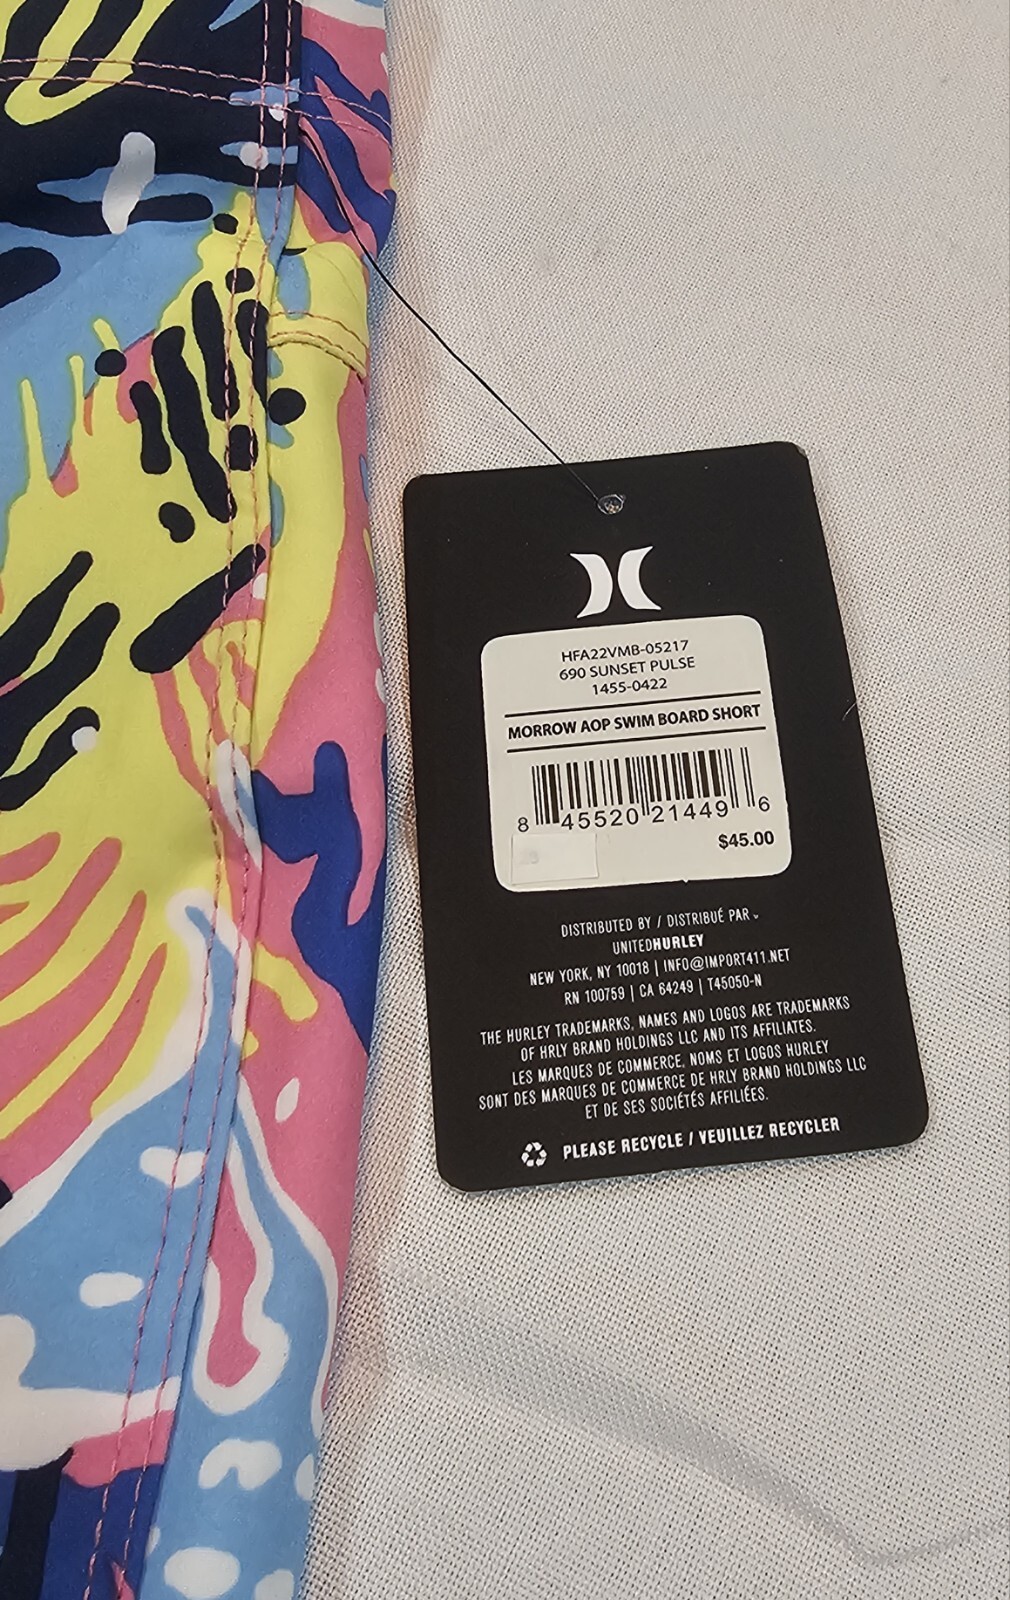 HFA22VMB-05217
690 SUNSET PULSE
1455-0422
MORROW AOP SWIM BOARD SHORT
8 45520 21449 6
$45.00
DISTRIBUTED BY / DISTRIBUÉ PAR
UNITEDHURLEY
NEW YORK, NY 10018 | INFO@IMPORT411.NET
RN 100759 | CA 64249 | T45050-N
THE HURLEY TRADEMARKS, NAMES AND LOGOS ARE TRADEMARKS
OF HRLY BRAND HOLDINGS LLC AND ITS AFFILIATES.
LES MARQUES DE COMMERCE, NOMS ET LOGOS HURLEY
SONT DES MARQUES DE COMMERCE DE HRLY BRAND HOLDINGS LLC
ET DE SES SOCIÉTÉS AFFILIÉES.
PLEASE RECYCLE / VEUILLEZ RECYCLER